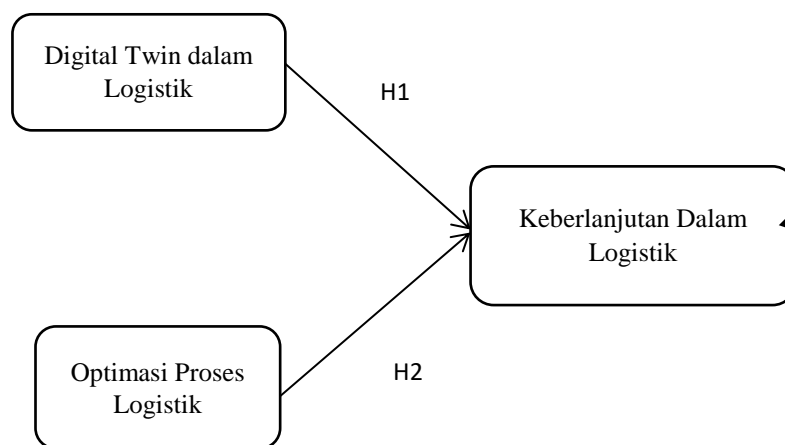 Digital Twin dalam
Logistik
H1
Keberlanjutan Dalam
Logistik
Optimasi Proses
Logistik
H2